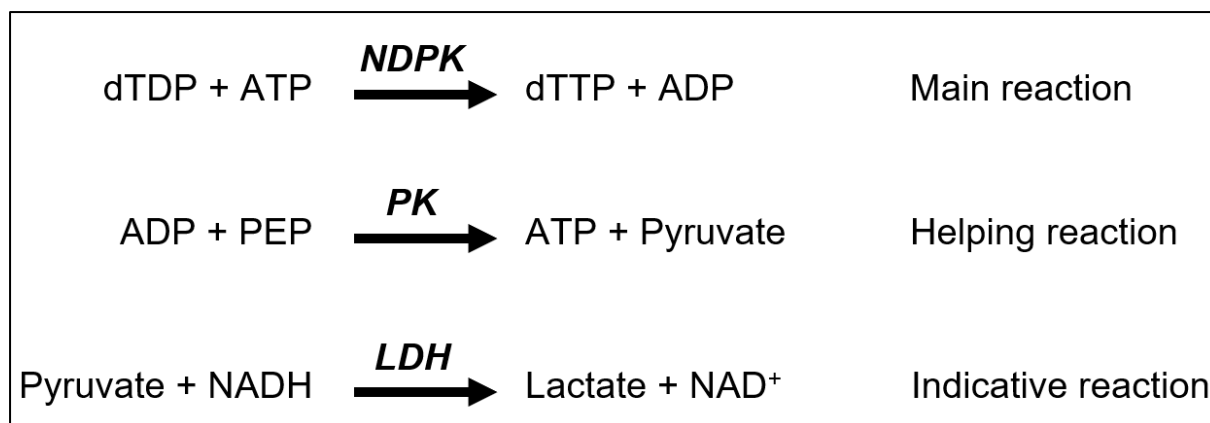 NDPK
dTDP + ATP dTTP + ADP Main reaction
PK
ADP + PEP ATP + Pyruvate Helping reaction
LDH
Pyruvate + NADH Lactate + NAD⁺ Indicative reaction